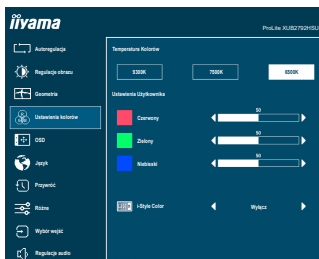 iiyama
ProLite XUB2792HSU
Autoregulacja
Regulacje obrazu
Geometria
Ustawienia kolorów
OSD
Język
Przywróć
Różne
Wybór wejść
Regulacje audio
Temperatura Kolorów
9300K 7500K 6500K
Ustawienia Użytkownika
Czerwony 50
Zielony 50
Niebieski 50
i-Style Color Wyłącz